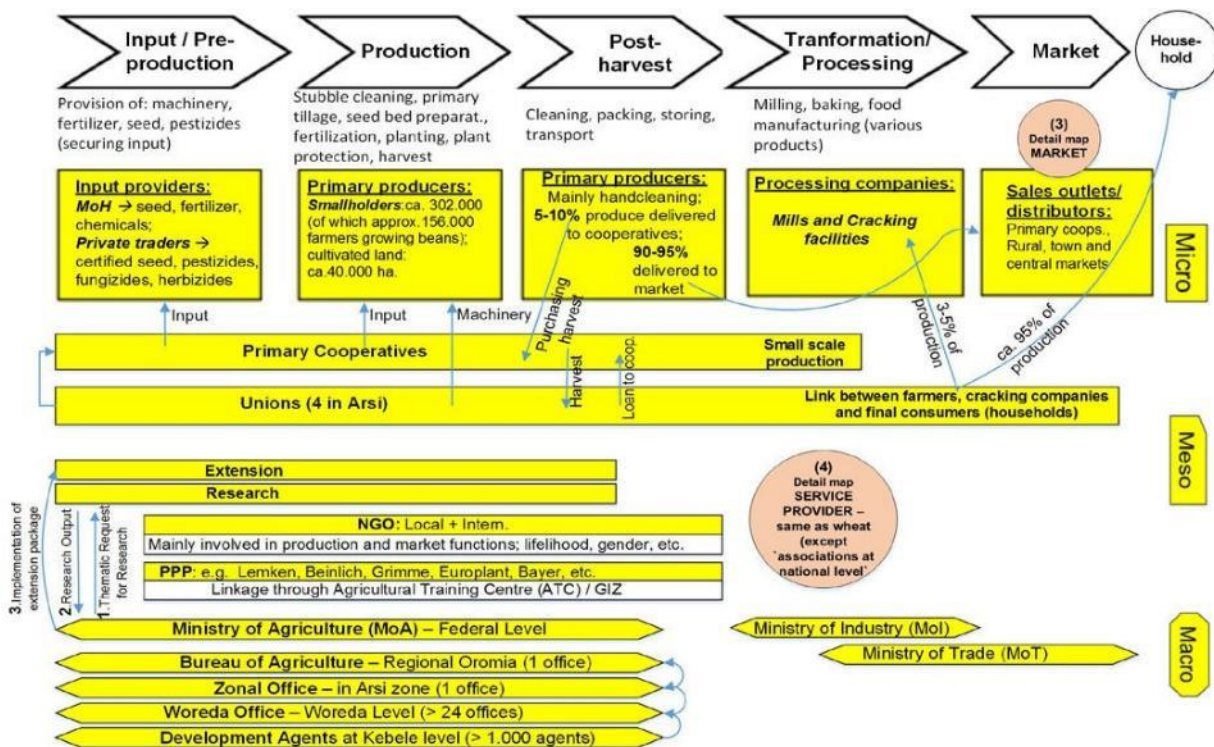 Input / Pre-
production
Production
Post-
harvest
Tranformation/
Processing
Market
House-
hold
Provision of: machinery,
fertilizer, seed, pestizides
(securing input)
Stubble cleaning, primary
tillage, seed bed preparat.,
fertilization, planting, plant
protection, harvest
Cleaning, packing, storing,
transport
Milling, baking, food
manufacturing (various
products)
(3)
Detail map
MARKET
Input providers:
MoH → seed, fertilizer,
chemicals;
Private traders →
certified seed, pestizides,
fungizides, herbizides
Primary producers:
Smallholders: ca. 302.000
(of which approx. 156.000
farmers growing beans);
cultivated land:
ca.40.000 ha.
Primary producers:
Mainly handcleaning;
5-10% produce delivered
to cooperatives;
90-95%
delivered to
market
Processing companies:
Mills and Cracking
facilities
Sales outlets/
distributors:
Primary coops.,
Rural, town and
central markets
Micro
Input
Input
Machinery
Purchasing
harvest
3-5% of
production
ca. 95% of
production
Primary Cooperatives
Small scale
production
Harvest
Loan to coop.
Unions (4 in Arsi)
Link between farmers, cracking companies
and final consumers (households)
Meso
Extension
Research
3.Implementation of
extension package
2.Research Output
1.Thematic Request
for Research
NGO: Local + Intern.
Mainly involved in production and market functions; lifelihood, gender, etc.
PPP: e.g. Lemken, Beinlich, Grimme, Europlant, Bayer, etc.
Linkage through Agricultural Training Centre (ATC) / GIZ
(4)
Detail map
SERVICE
PROVIDER –
same as wheat
(except
`associations at
national level`
Ministry of Agriculture (MoA) – Federal Level
Ministry of Industry (MoI)
Ministry of Trade (MoT)
Macro
Bureau of Agriculture – Regional Oromia (1 office)
Zonal Office – in Arsi zone (1 office)
Woreda Office – Woreda Level (> 24 offices)
Development Agents at Kebele level (> 1.000 agents)